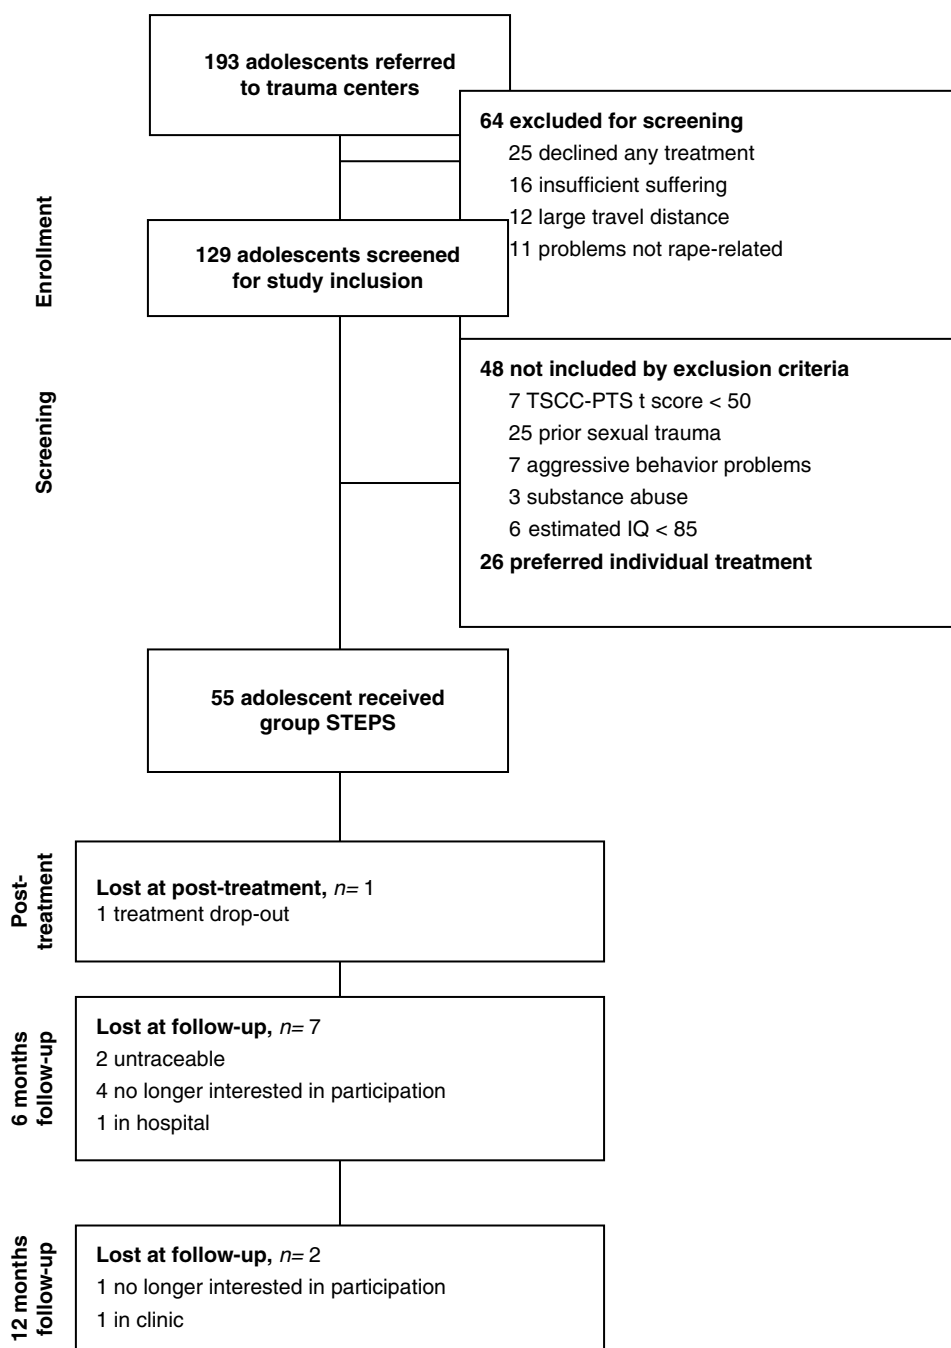 193 adolescents referred
to trauma centers
64 excluded for screening
25 declined any treatment
16 insufficient suffering
12 large travel distance
11 problems not rape-related
Enrollment
129 adolescents screened
for study inclusion
48 not included by exclusion criteria
7 TSCC-PTS t score < 50
25 prior sexual trauma
7 aggressive behavior problems
3 substance abuse
6 estimated IQ < 85
26 preferred individual treatment
Screening
55 adolescent received
group STEPS
Post-
treatment
Lost at post-treatment, n= 1
1 treatment drop-out
6 months
follow-up
Lost at follow-up, n= 7
2 untraceable
4 no longer interested in participation
1 in hospital
12 months
follow-up
Lost at follow-up, n= 2
1 no longer interested in participation
1 in clinic